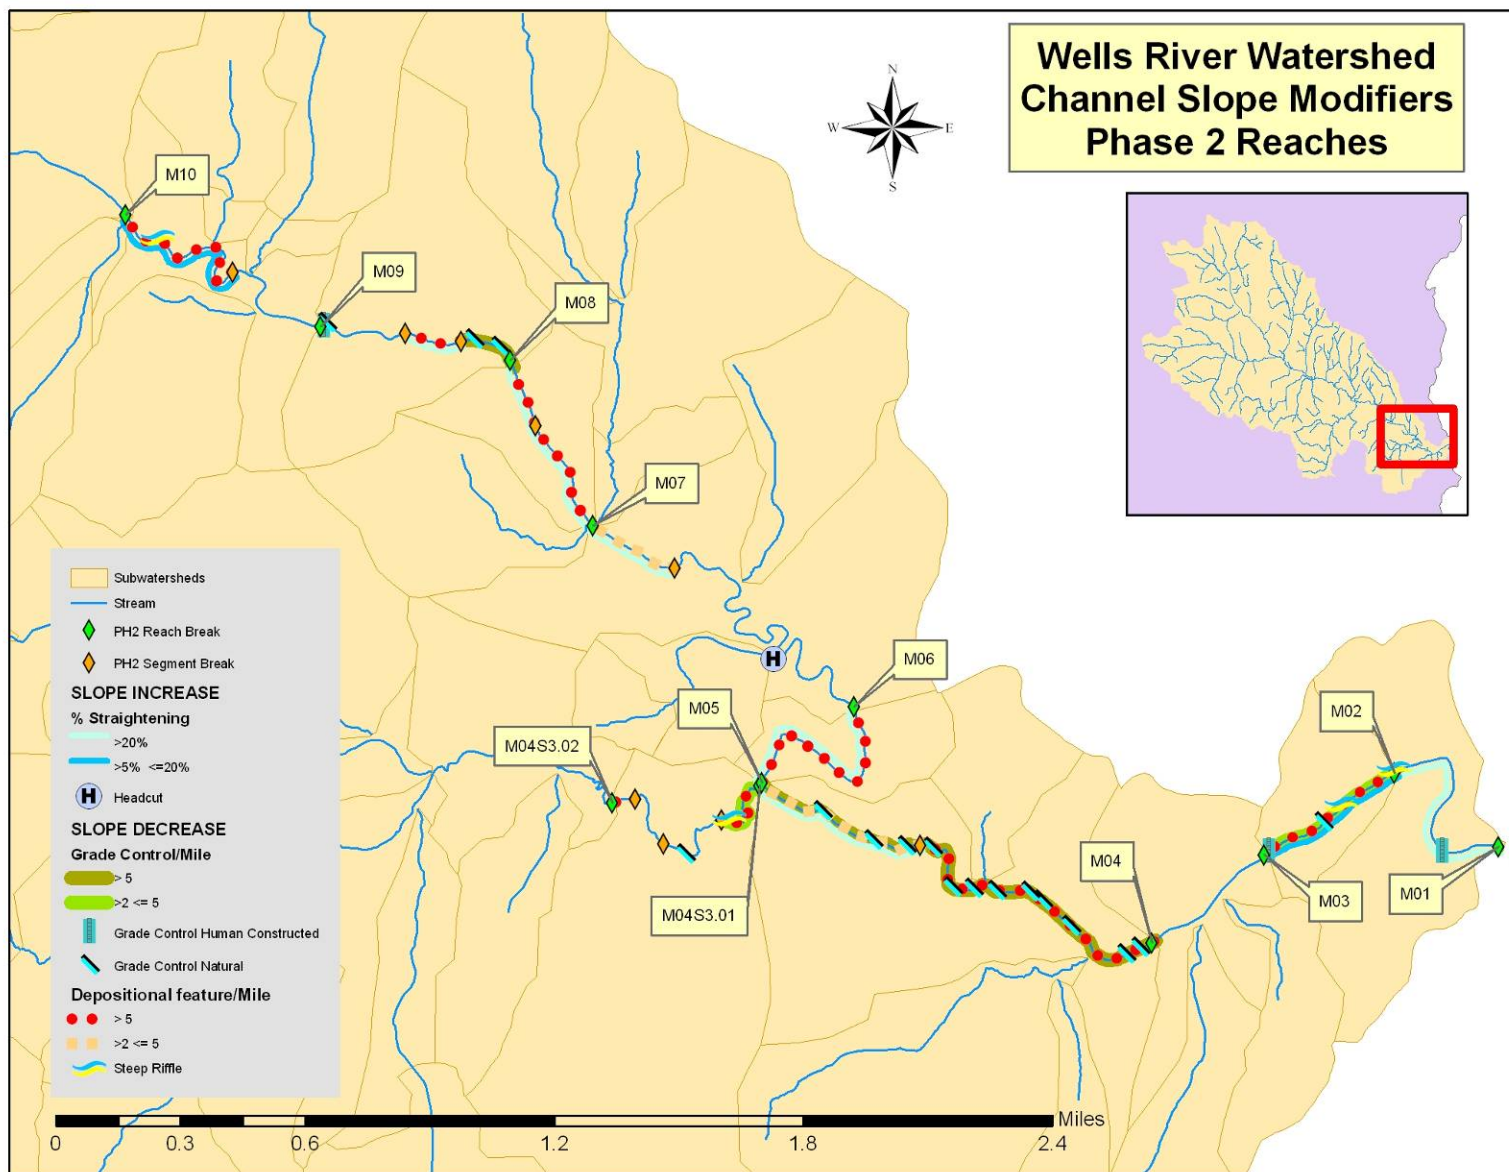 Wells River Watershed
Channel Slope Modifiers
Phase 2 Reaches
N
W
E
S
M10
M09
M08
M07
M06
M05
M02
M04S3.02
M04
M03
M01
M04S3.01
Subwatersheds
Stream
PH2 Reach Break
PH2 Segment Break
SLOPE INCREASE
% Straightening
>20%
>5% <=20%
H
Headcut
SLOPE DECREASE
Grade Control/Mile
> 5
>2 <= 5
Grade Control Human Constructed
Grade Control Natural
Depositional feature/Mile
> 5
>2 <= 5
Steep Riffle
H
Miles
0 0.3 0.6 1.2 1.8 2.4